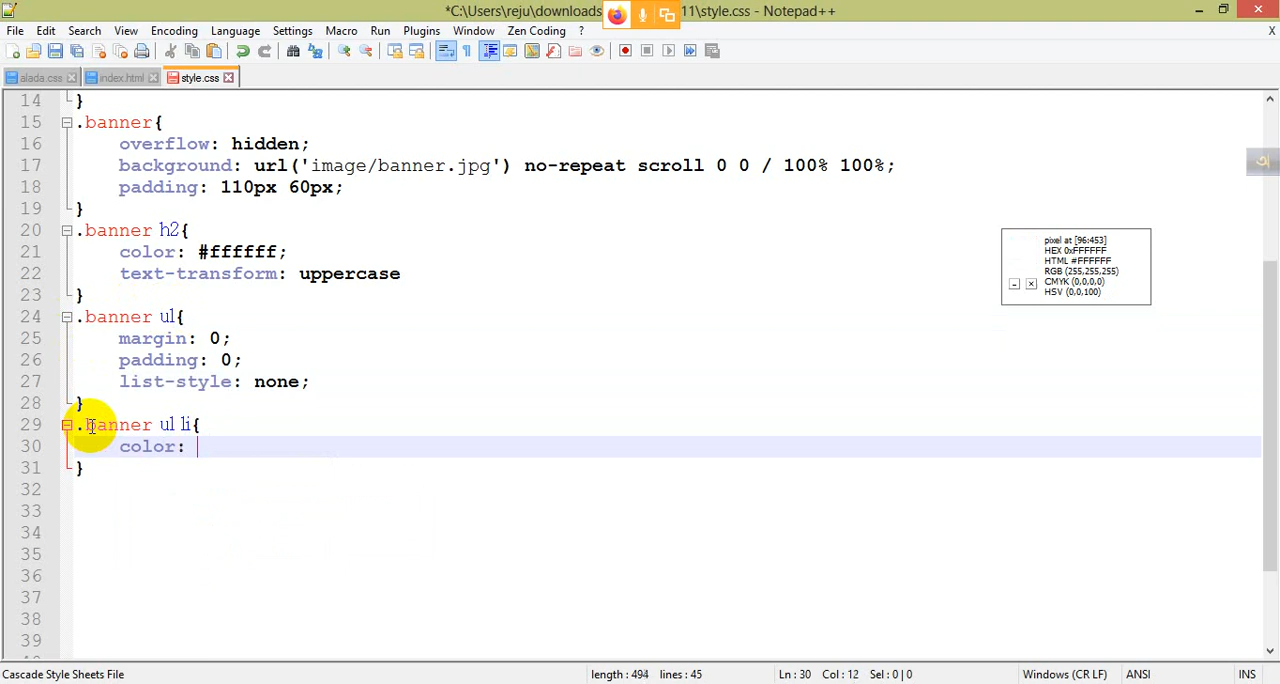 *C:\Users\reju\downloads 11\style.css - Notepad++
File Edit Search View Encoding Language Settings Macro Run Plugins Window Zen Coding ? X
alada.css index.html style.css
14 }
15 .banner{
16 overflow: hidden;
17 background: url('image/banner.jpg') no-repeat scroll 0 0 / 100% 100%;
18 padding: 110px 60px;
19 }
20 .banner h2{
21 color: #ffffff;
22 text-transform: uppercase
23 }
24 .banner ul{
25 margin: 0;
26 padding: 0;
27 list-style: none;
28 }
29 .banner ul li{
30 color:
31 }
32
33
34
35
36
37
38
39
pixel at [96:453]
HEX 0xFFFFFF
HTML #FFFFFF
RGB (255,255,255)
CMYK (0,0,0,0)
HSV (0,0,100)
অ
Cascade Style Sheets File length : 494 lines : 45 Ln : 30 Col : 12 Sel : 0 | 0 Windows (CR LF) ANSI INS